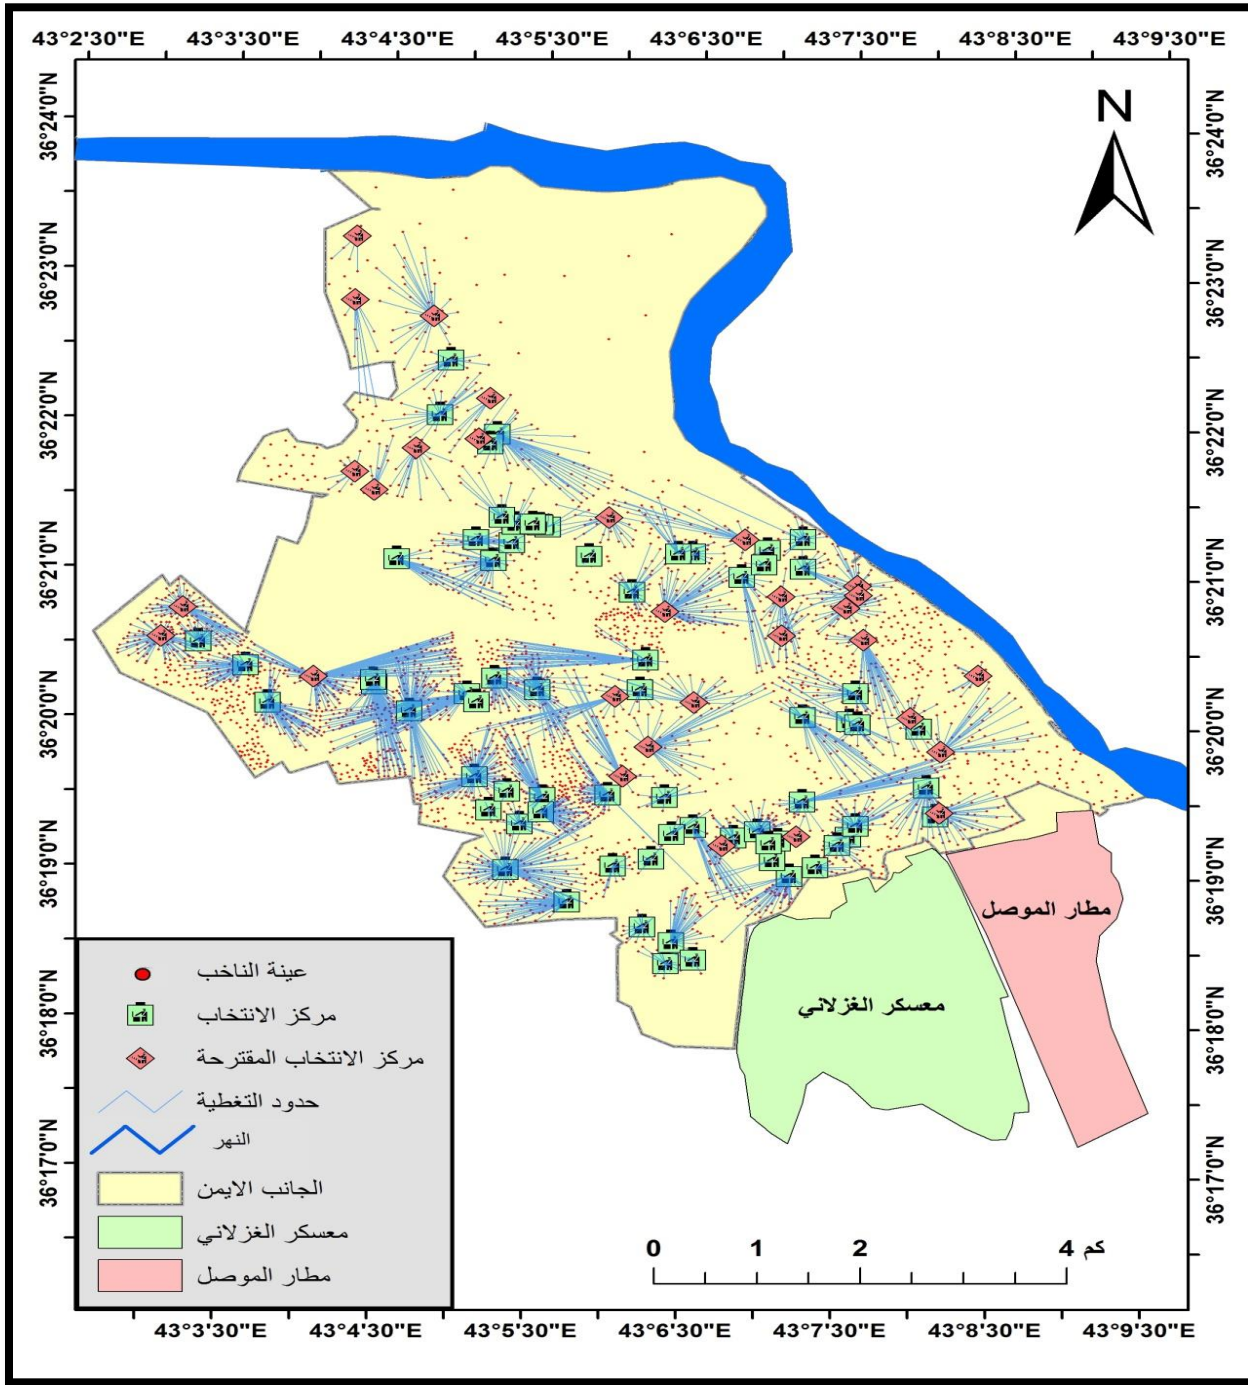 43°2'30"E 43°3'30"E 43°4'30"E 43°5'30"E 43°6'30"E 43°7'30"E 43°8'30"E 43°9'30"E
N
36°24'0"N 36°24'0"N
36°23'0"N 36°23'0"N
36°22'0"N 36°22'0"N
36°21'0"N 36°21'0"N
36°20'0"N 36°20'0"N
36°19'0"N 36°19'0"N
مطار الموصل
معسكر الغزلاني
36°18'0"N 36°18'0"N
36°17'0"N 36°17'0"N
عينة الناخب
مركز الانتخاب
مركز الانتخاب المقترحة
حدود التغطية
النهر
الجانب الايمن
معسكر الغزلاني
مطار الموصل
0 1 2 4 كم
43°3'30"E 43°4'30"E 43°5'30"E 43°6'30"E 43°7'30"E 43°8'30"E 43°9'30"E